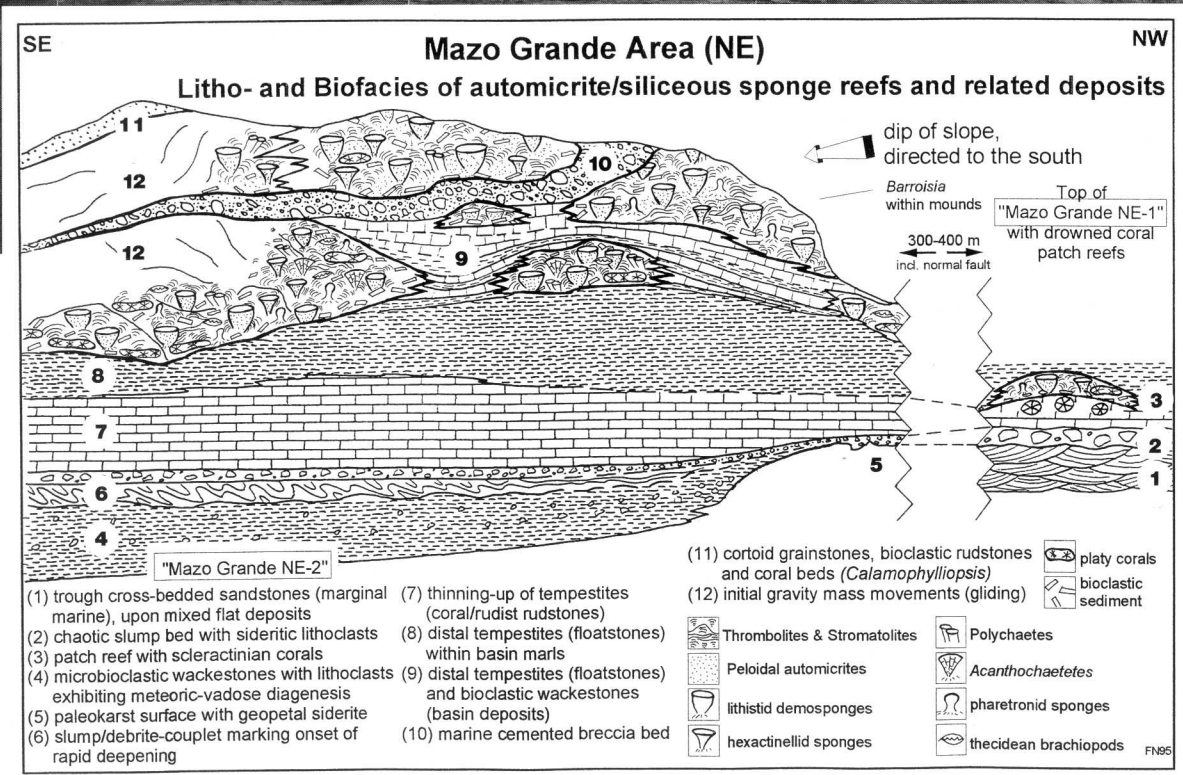 SE
NW
Mazo Grande Area (NE)
Litho- and Biofacies of automicrite/siliceous sponge reefs and related deposits
dip of slope,
directed to the south
Barroisia
within mounds
Top of
"Mazo Grande NE-1"
with drowned coral
patch reefs
300-400 m
incl. normal fault
11
12
10
12
9
8
7
6
5
4
3
2
1
"Mazo Grande NE-2"
(1) trough cross-bedded sandstones (marginal
marine), upon mixed flat deposits
(2) chaotic slump bed with sideritic lithoclasts
(3) patch reef with scleractinian corals
(4) microbioclastic wackestones with lithoclasts
exhibiting meteoric-vadose diagenesis
(5) paleokarst surface with geopetal siderite
(6) slump/debrite-couplet marking onset of
rapid deepening
(7) thinning-up of tempestites
(coral/rudist rudstones)
(8) distal tempestites (floatstones)
within basin marls
(9) distal tempestites (floatstones)
and bioclastic wackestones
(basin deposits)
(10) marine cemented breccia bed
(11) cortoid grainstones, bioclastic rudstones
and coral beds (Calamophylliopsis)
(12) initial gravity mass movements (gliding)
platy corals
bioclastic
sediment
Thrombolites & Stromatolites
Peloidal automicrites
lithistid demosponges
hexactinellid sponges
Polychaetes
Acanthochaetetes
pharetronid sponges
thecidean brachiopods
FN95